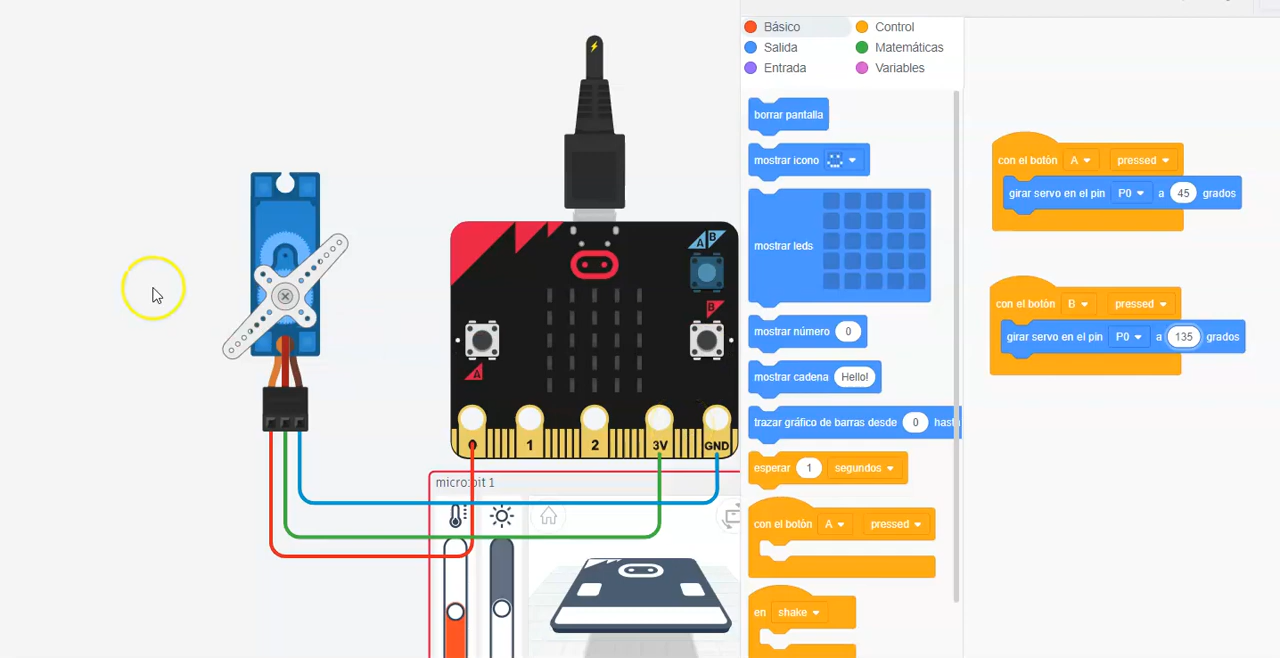 A B
B
A
0 1 2 3V GND
micro:bit 1
Básico
Control
Salida
Matemáticas
Entrada
Variables
borrar pantalla
mostrar icono
mostrar leds
mostrar número 0
mostrar cadena Hello!
trazar gráfico de barras desde 0 hasta
esperar 1 segundos
con el botón A pressed
en shake
con el botón A pressed
girar servo en el pin P0 a 45 grados
con el botón B pressed
girar servo en el pin P0 a 135 grados